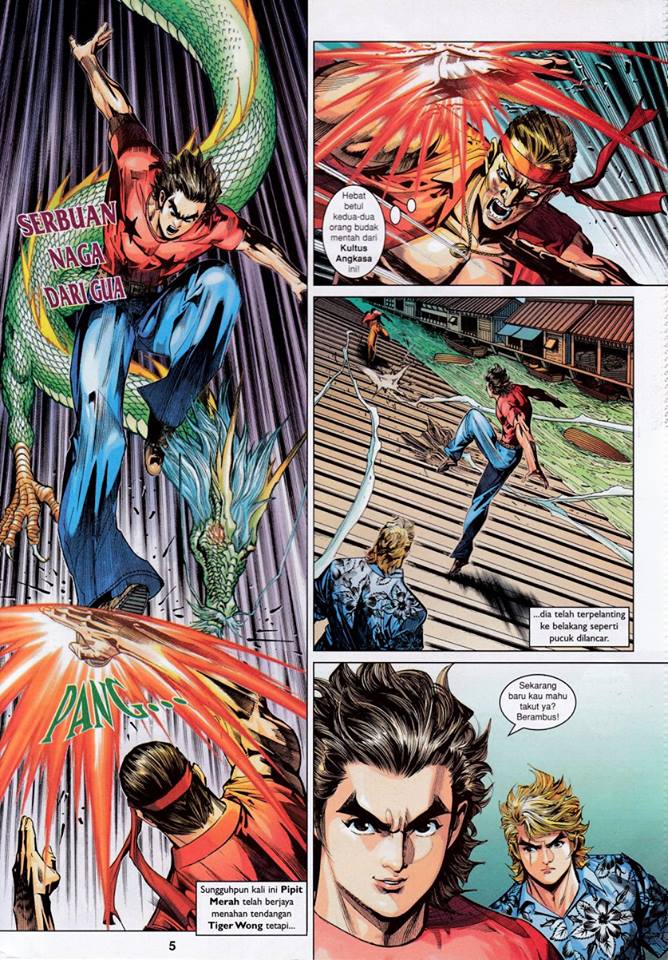 SERBUAN
NAGA
DARI GUA
PANG...
Sungguhpun kali ini Pipit
Merah telah berjaya
menahan tendangan
Tiger Wong tetapi...
5
Hebat
betul
kedua-dua
orang budak
mentah dari
Kultus
Angkasa
ini!
...dia telah terpelanting
ke belakang seperti
pucuk dilancar.
Sekarang
baru kau mahu
takut ya?
Berambus!